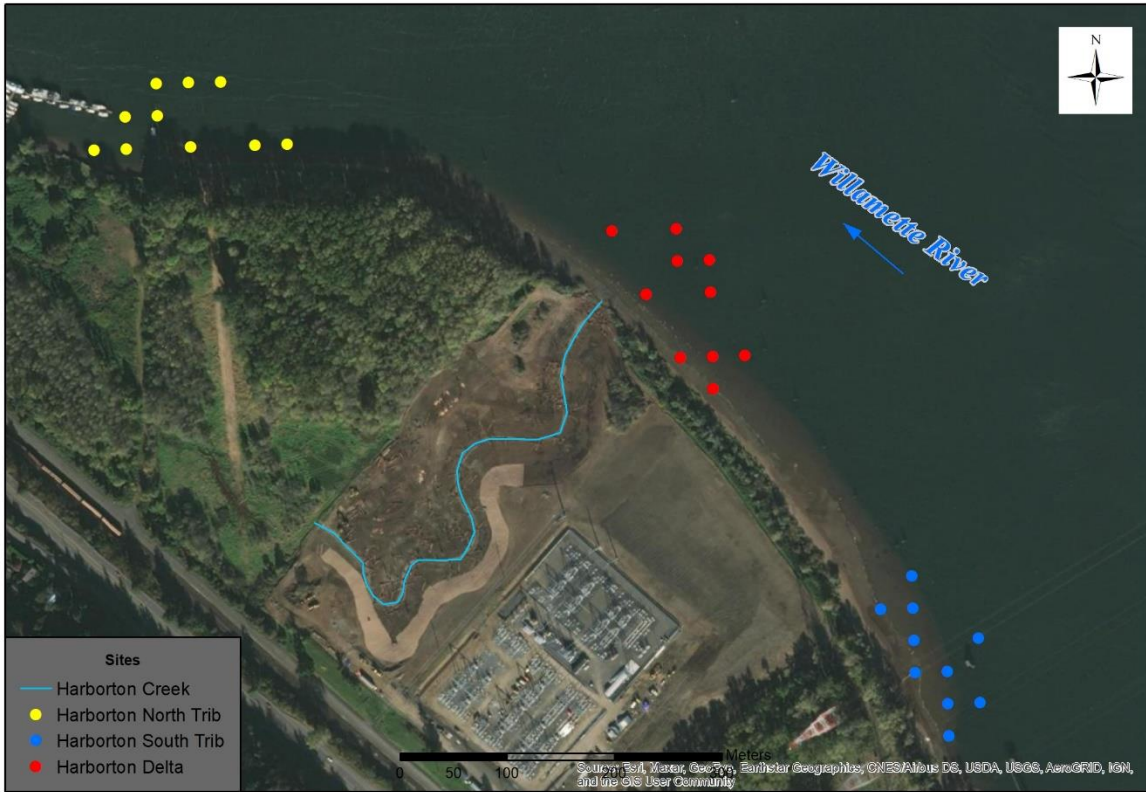 N
Willamette River
Sites
Harborton Creek
Harborton North Trib
Harborton South Trib
Harborton Delta
Meters
0 100 200
Source: Esri, Maxar, GeoEye, Earthstar Geographics, CNES/Airbus DS, USDA, USGS, AeroGRID, IGN,
and the GIS User Community